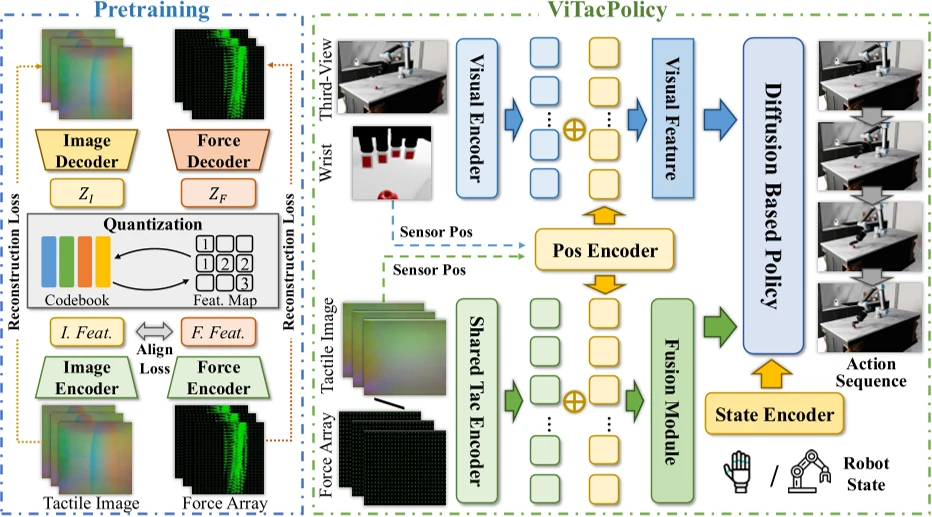 Pretraining
Reconstruction Loss
Image
Decoder
Force
Decoder
Z_I
Z_F
Quantization
1
1 2 2
3
Codebook
Feat. Map
I. Feat.
F. Feat.
Align
Loss
Image
Encoder
Force
Encoder
Tactile Image
Force Array
Reconstruction Loss
ViTacPolicy
Third-View
Wrist
Visual Encoder
Visual Feature
Sensor Pos
Sensor Pos
Pos Encoder
Tactile Image
Force Array
Shared Tac Encoder
Fusion Module
Diffusion Based Policy
State Encoder
Action
Sequence
/
Robot
State